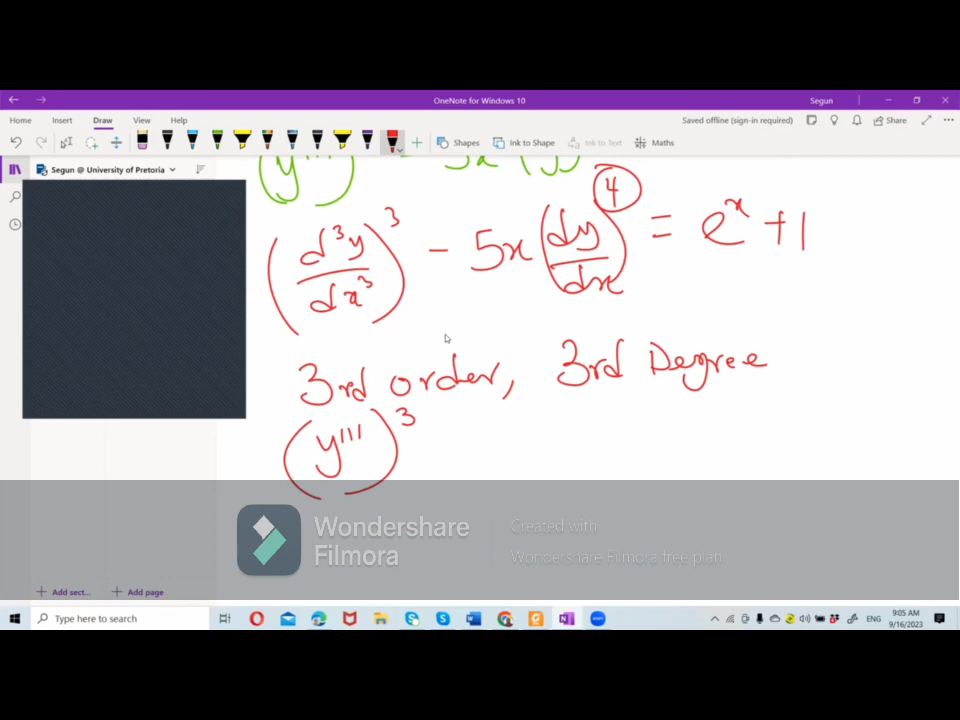 OneNote for Windows 10
Segun
Home Insert Draw View Help
Saved offline (sign-in required)
Share
Shapes
Ink to Shape
Ink to Text
Maths
Segun @ University of Pretoria
(d³y/dx³)³ - 5x (dy/dx)⁴ = eˣ + 1
3rd order, 3rd Degree
(y''')³
Wondershare
Filmora
Created with
Wondershare Filmora free plan
+ Add sect... + Add page
Type here to search
ENG
9:05 AM
9/16/2023